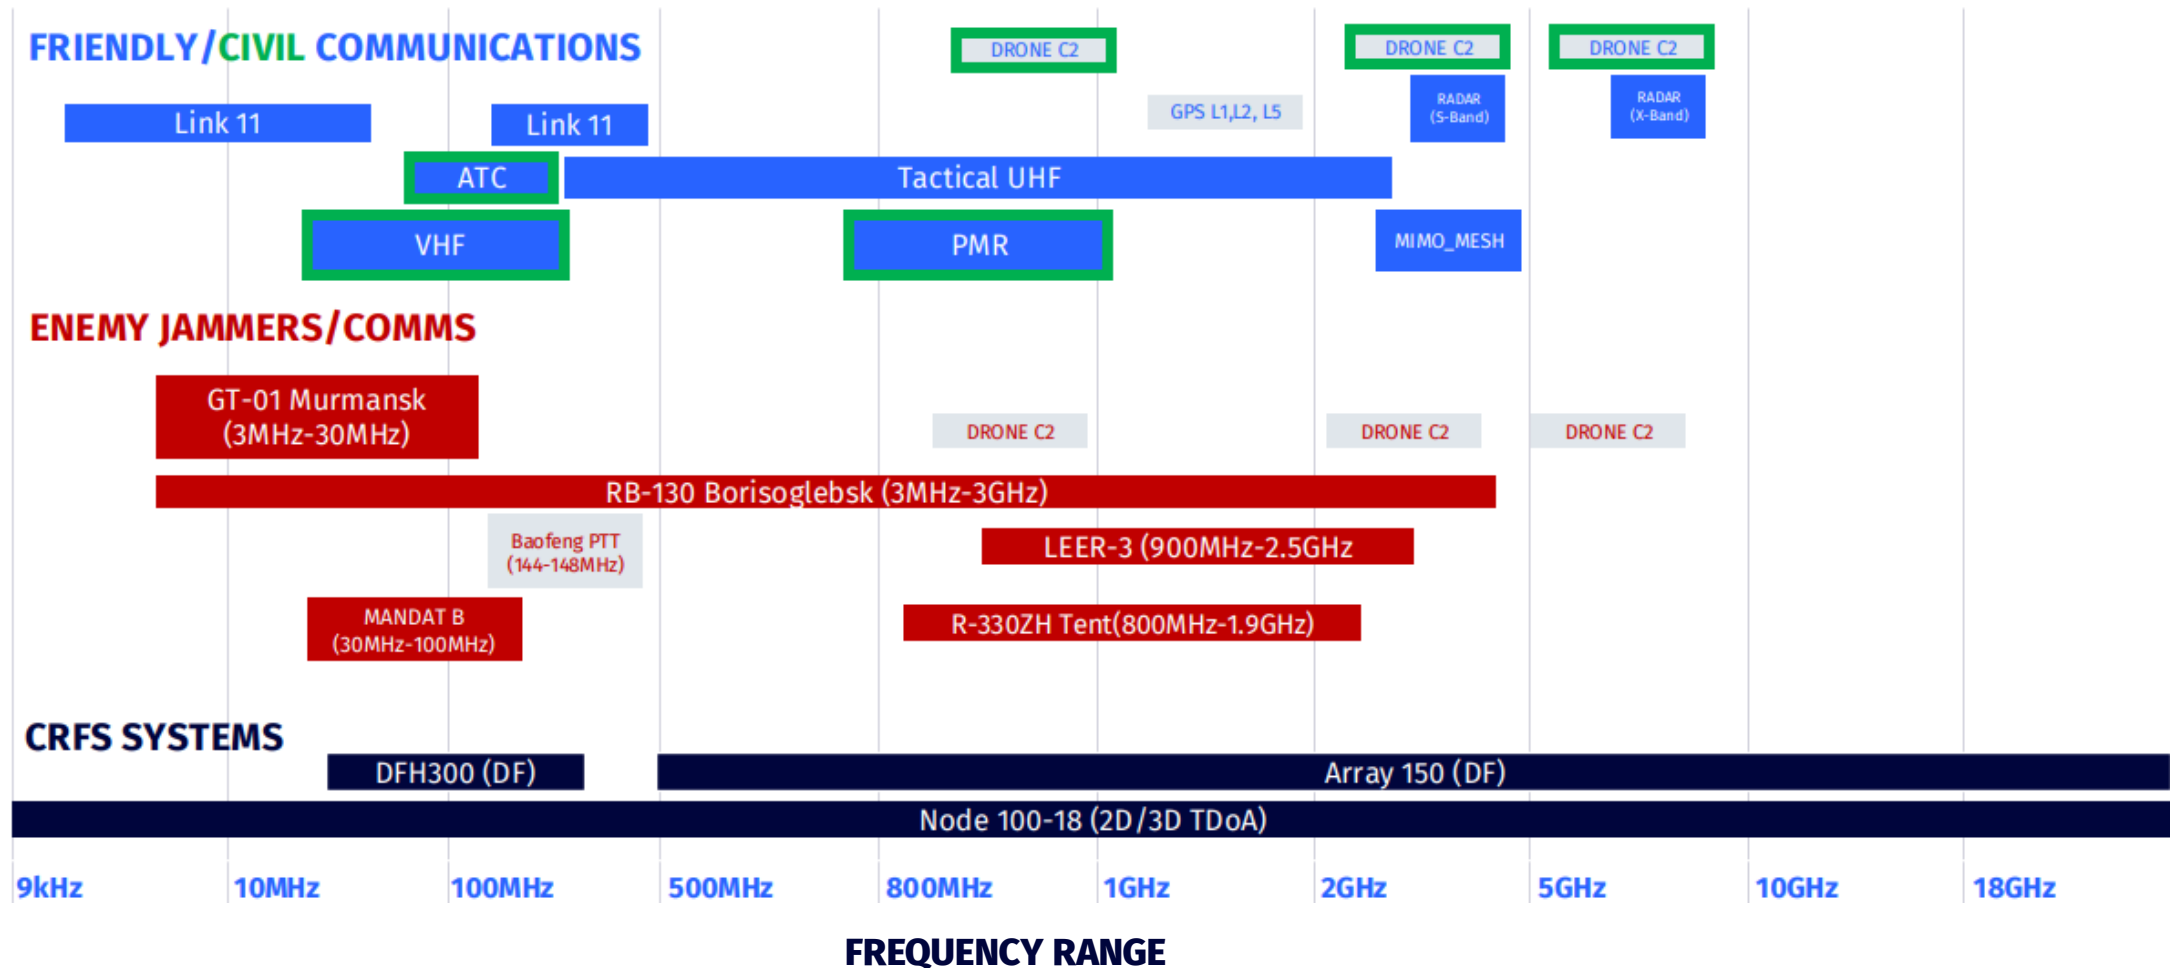 FRIENDLY/CIVIL COMMUNICATIONS
DRONE C2
DRONE C2
DRONE C2
Link 11
Link 11
GPS L1,L2, L5
RADAR
(S-Band)
RADAR
(X-Band)
ATC
Tactical UHF
VHF
PMR
MIMO_MESH
ENEMY JAMMERS/COMMS
GT-01 Murmansk
(3MHz-30MHz)
DRONE C2
DRONE C2
DRONE C2
RB-130 Borisoglebsk (3MHz-3GHz)
Baofeng PTT
(144-148MHz)
LEER-3 (900MHz-2.5GHz
MANDAT B
(30MHz-100MHz)
R-330ZH Tent(800MHz-1.9GHz)
CRFS SYSTEMS
DFH300 (DF)
Array 150 (DF)
Node 100-18 (2D/3D TDoA)
9kHz
10MHz
100MHz
500MHz
800MHz
1GHz
2GHz
5GHz
10GHz
18GHz
FREQUENCY RANGE